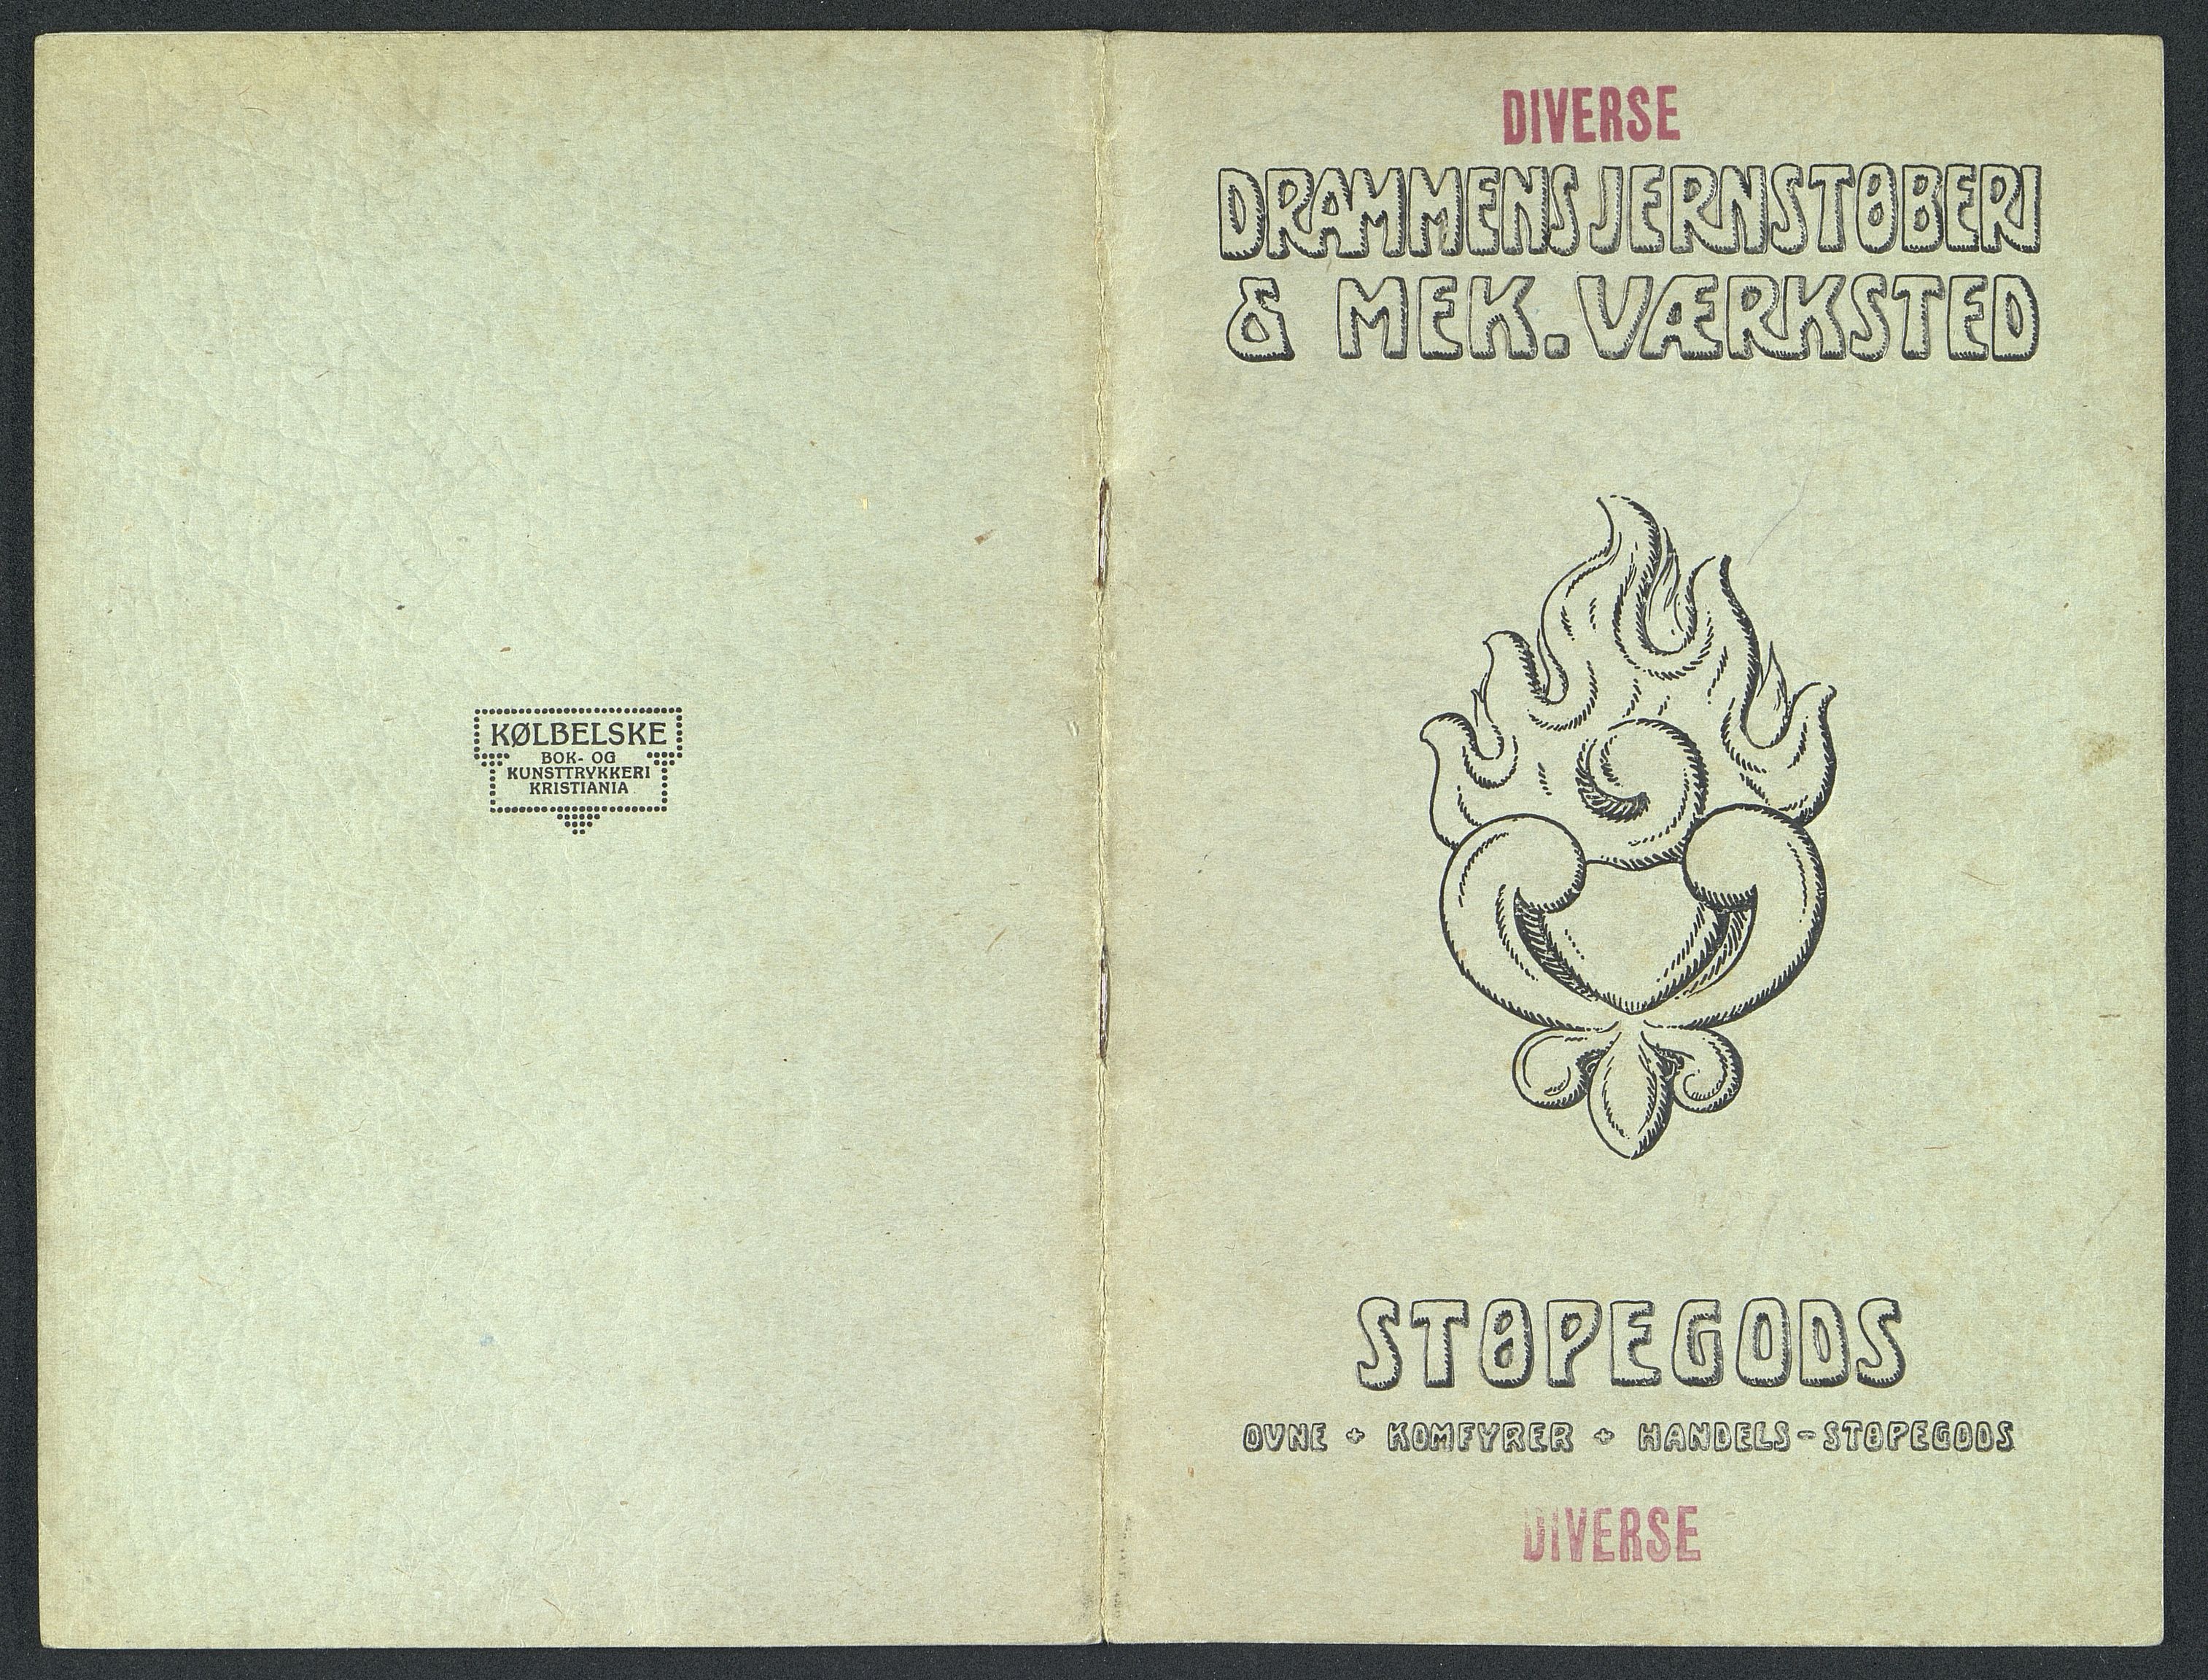 KØLBELSKE
BOK- OG
KUNSTTRYKKERI
KRISTIANIA
DIVERSE
DRAMMENS JERNSTØBERI
& MEK. VÆRKSTED
STØPEGODS
OVNE + KOMFYRER + HANDELS-STØPEGODS
DIVERSE